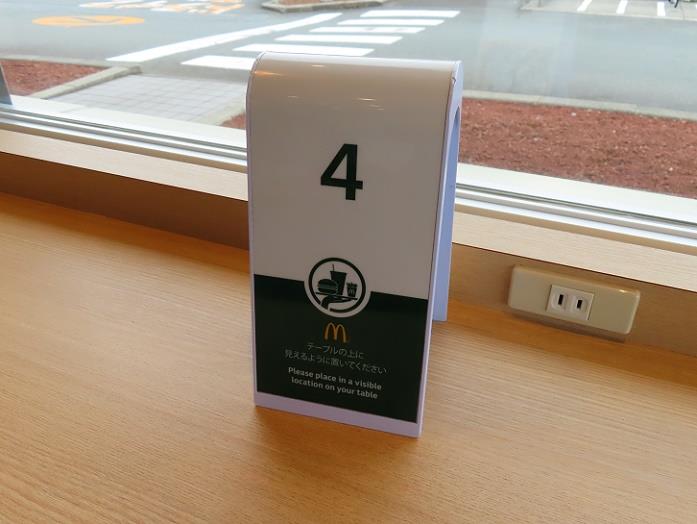 4
テーブルの上に
見えるように置いてください
Please place in a visible
location on your table